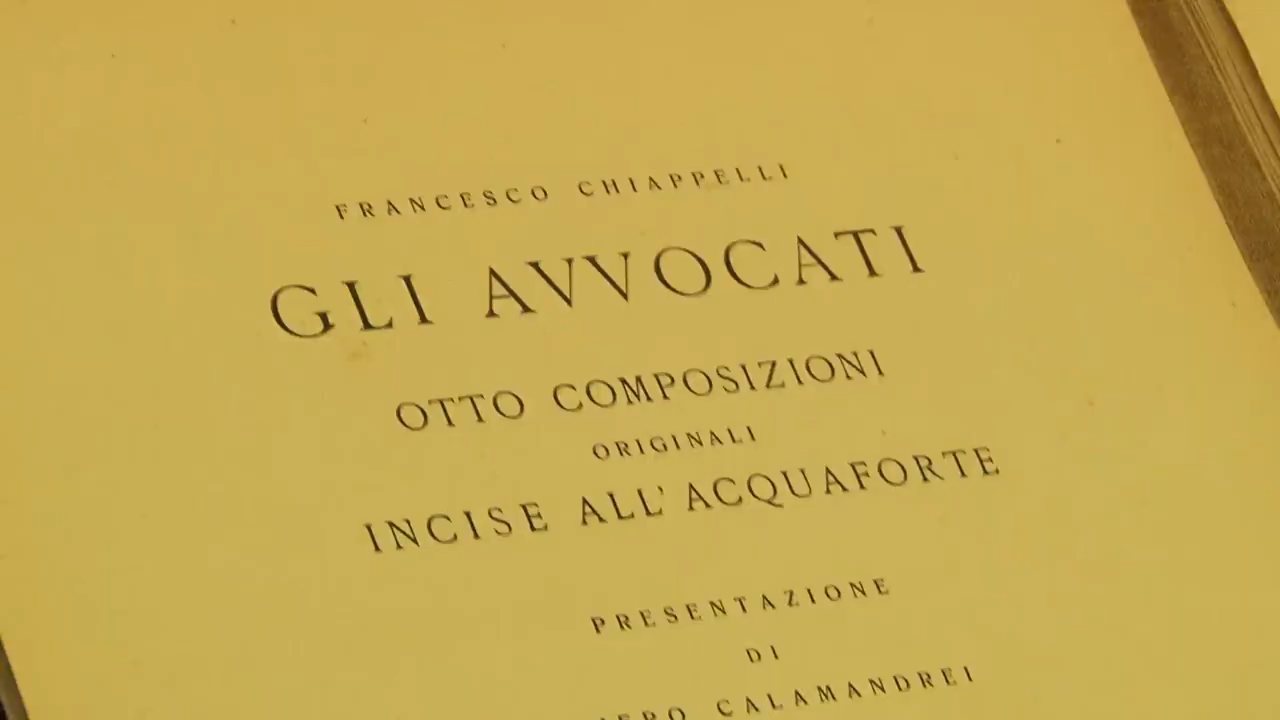 FRANCESCO CHIAPPELLI
GLI AVVOCATI
OTTO COMPOSIZIONI
ORIGINALI
INCISE ALL'ACQUAFORTE
PRESENTAZIONE
DI
CALAMANDREI